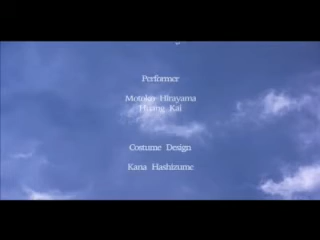 Performer
Motoko Hirayama
Huang Kai
Costume Design
Kana Hashizume